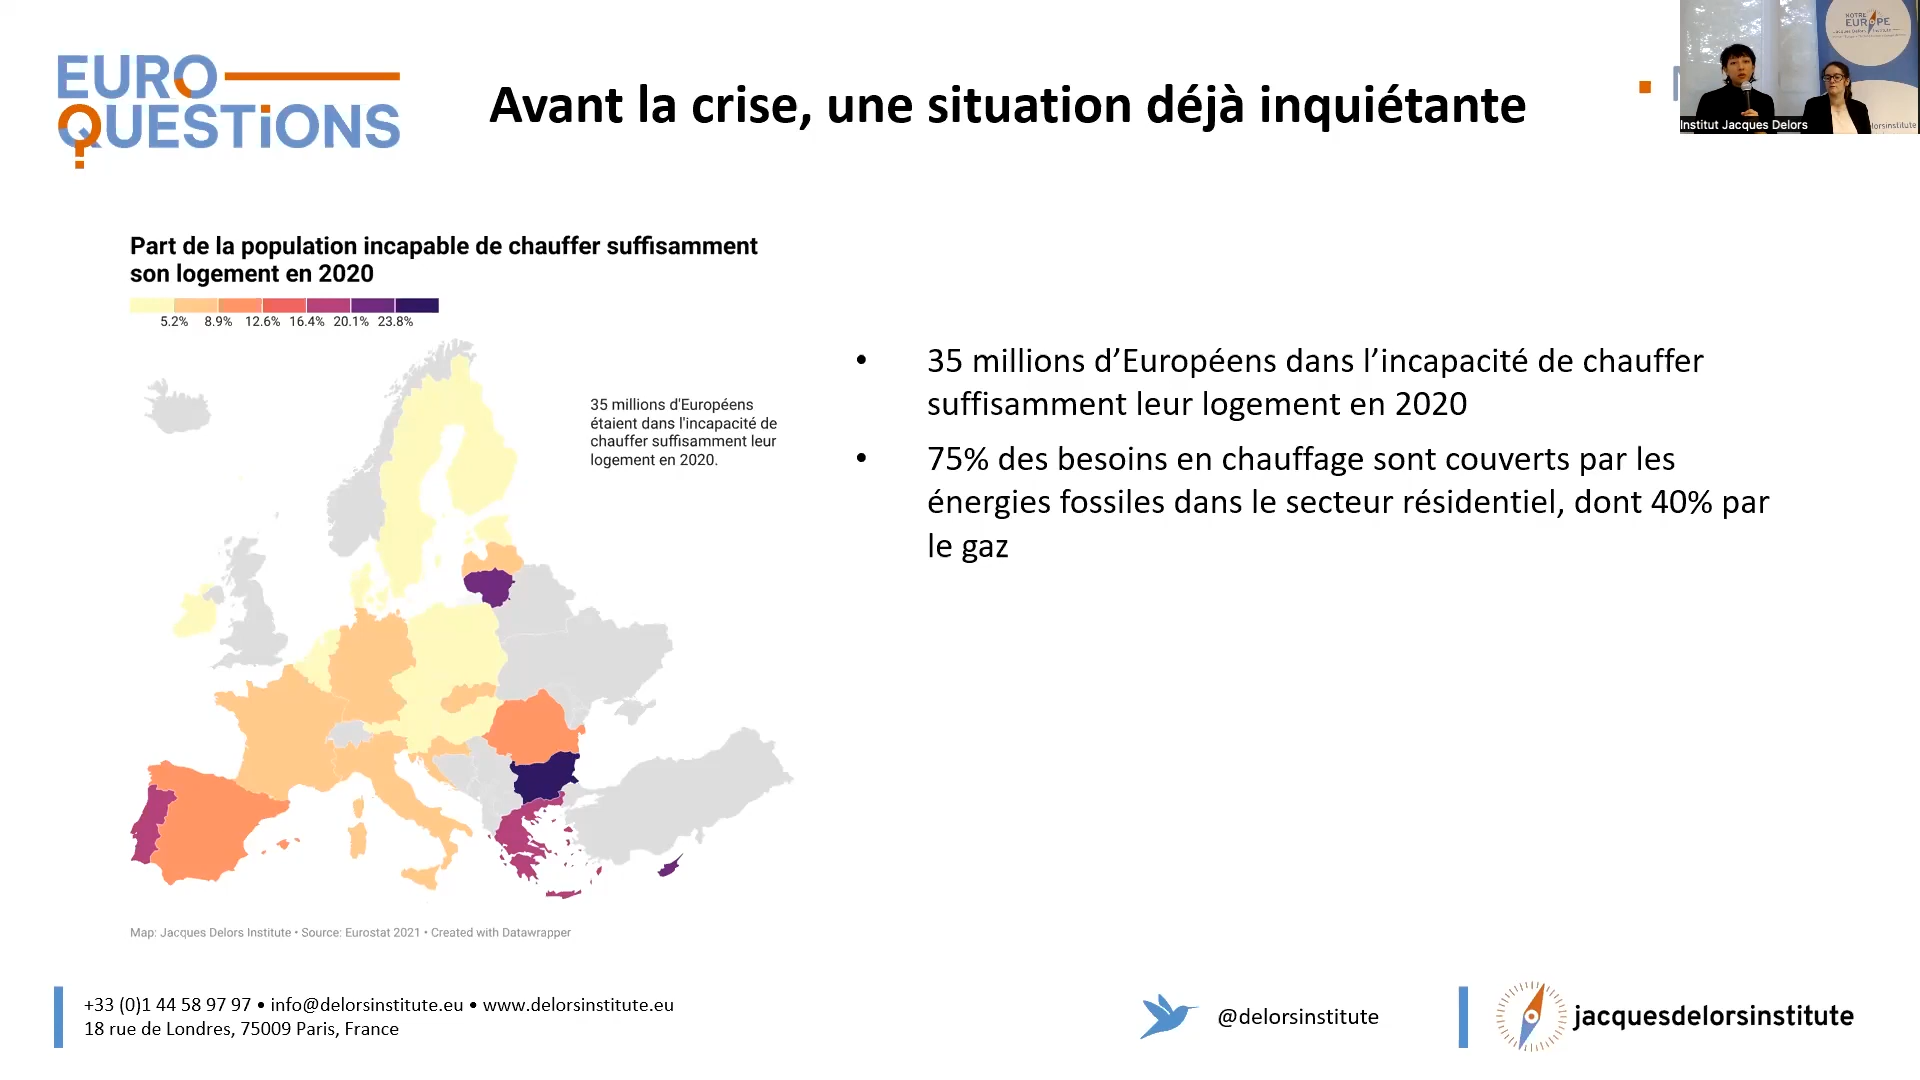 EURO
QUESTIONS
?
Avant la crise, une situation déjà inquiétante
NOTRE
EUROPE
Institut Jacques Delors
lorsinstitute
Part de la population incapable de chauffer suffisamment
son logement en 2020
5.2% 8.9% 12.6% 16.4% 20.1% 23.8%
35 millions d'Européens
étaient dans l'incapacité de
chauffer suffisamment leur
logement en 2020.
• 35 millions d’Européens dans l’incapacité de chauffer
suffisamment leur logement en 2020
• 75% des besoins en chauffage sont couverts par les
énergies fossiles dans le secteur résidentiel, dont 40% par
le gaz
Map: Jacques Delors Institute • Source: Eurostat 2021 • Created with Datawrapper
+33 (0)1 44 58 97 97 • info@delorsinstitute.eu • www.delorsinstitute.eu
18 rue de Londres, 75009 Paris, France
@delorsinstitute
jacquesdelorsinstitute